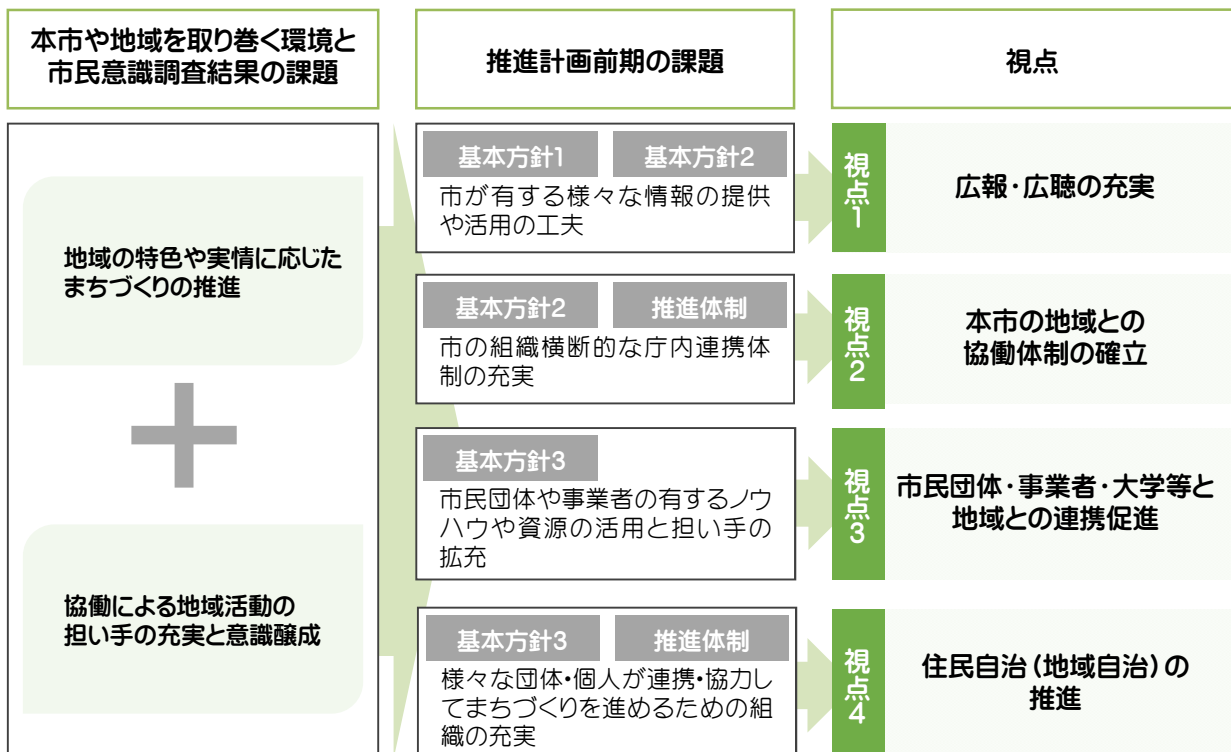 本市や地域を取り巻く環境と
市民意識調査結果の課題
推進計画前期の課題
視点
地域の特色や実情に応じた
まちづくりの推進
協働による地域活動の
担い手の充実と意識醸成
基本方針1 基本方針2
市が有する様々な情報の提供
や活用の工夫
視点1
広報・広聴の充実
基本方針2 推進体制
市の組織横断的な庁内連携体
制の充実
視点2
本市の地域との
協働体制の確立
基本方針3
市民団体や事業者の有するノウ
ハウや資源の活用と担い手の
拡充
視点3
市民団体・事業者・大学等と
地域との連携促進
基本方針3 推進体制
様々な団体・個人が連携・協力し
てまちづくりを進めるための組
織の充実
視点4
住民自治（地域自治）の
推進